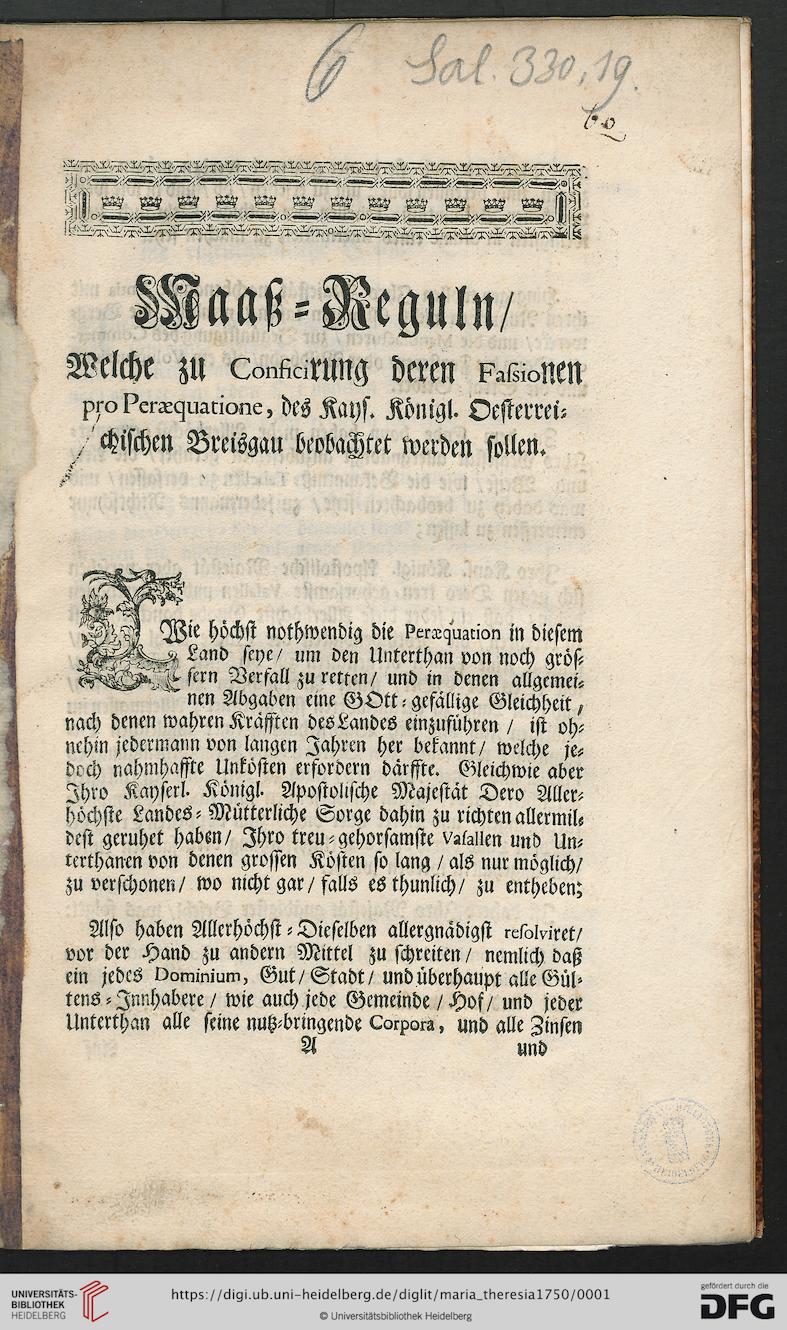 6 Sal. 330, 19.
60
Maaß-Reguln/
Welche zu Conficirung deren Fassionen
pro Peræquatione, des Kays. Königl. Oesterrei-
chischen Breisgau beobachtet werden sollen.
Wie höchst nothwendig die Peræquation in diesem
Land seye/ um den Unterthan von noch grös-
sern Verfall zu retten/ und in denen allgemei-
nen Abgaben eine GOtt-gefällige Gleichheit,
nach denen wahren Kräfften des Landes einzuführen / ist oh-
nehin jedermann von langen Jahren her bekannt/ welche je-
doch nahmhaffte Unkösten erfordern därffte. Gleichwie aber
Ihro Kayserl. Königl. Apostolische Majestät Dero Aller-
höchste Landes-Mütterliche Sorge dahin zu richten allermil-
dest geruhet haben/ Ihro treu-gehorsamste Vasallen und Un-
terthanen von denen grossen Kösten so lang / als nur möglich/
zu verschonen/ wo nicht gar/ falls es thunlich/ zu entheben;
Also haben Allerhöchst-Dieselben allergnädigst resolviret/
vor der Hand zu andern Mittel zu schreiten/ nemlich daß
ein jedes Dominium, Gut/ Stadt/ und überhaupt alle Gül-
tens-Innhabere / wie auch jede Gemeinde / Hof/ und jeder
Unterthan alle seine nutz-bringende Corpora, und alle Zinsen
A und
UNIVERSITÄTS-
BIBLIOTHEK
HEIDELBERG
https://digi.ub.uni-heidelberg.de/diglit/maria_theresia1750/0001
© Universitätsbibliothek Heidelberg
gefördert durch die
DFG